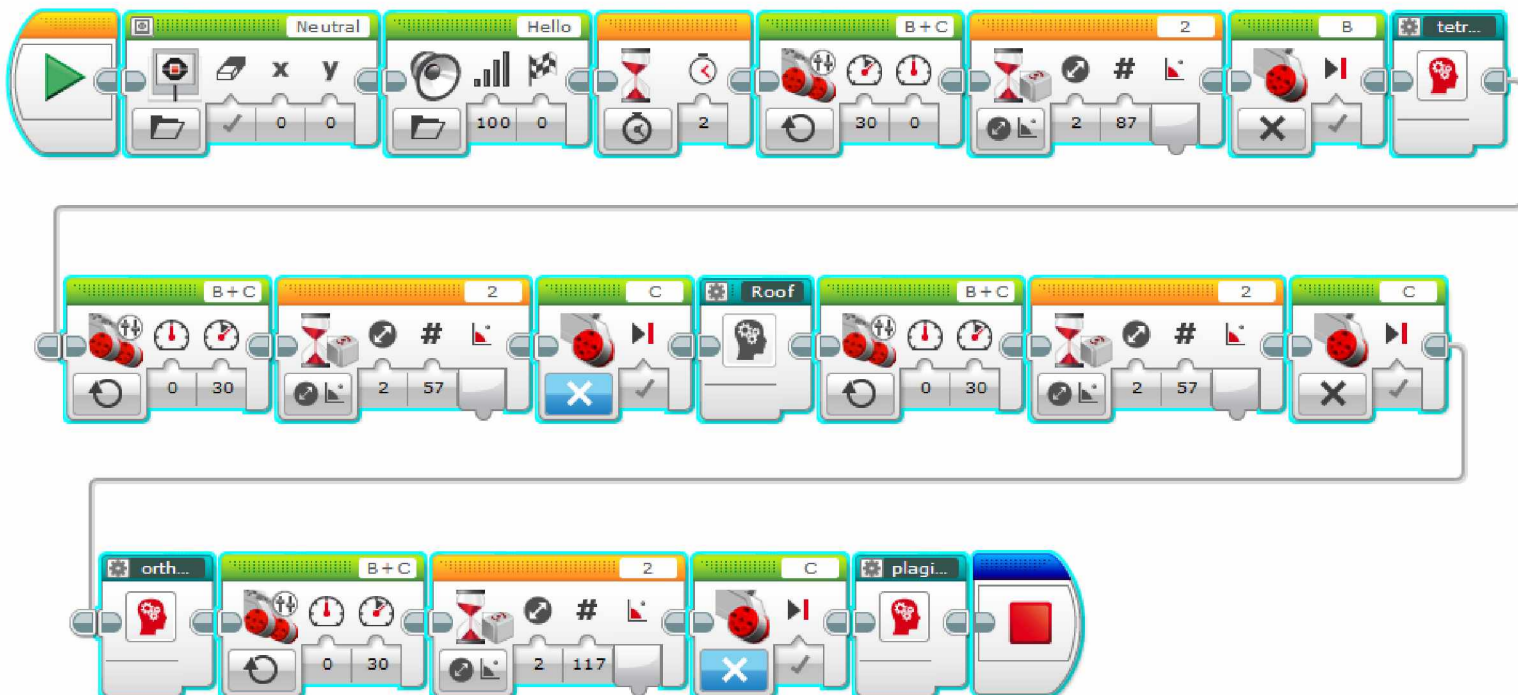 Neutral Hello B+C 2 B tetr...
x y #
✓ 0 0 100 0 2 30 0 2 87 ✓
B+C 2 C Roof B+C 2 C
# #
0 30 2 57 ✓ 0 30 2 57 ✓
orth... B+C 2 C plagi...
#
0 30 2 117 ✓